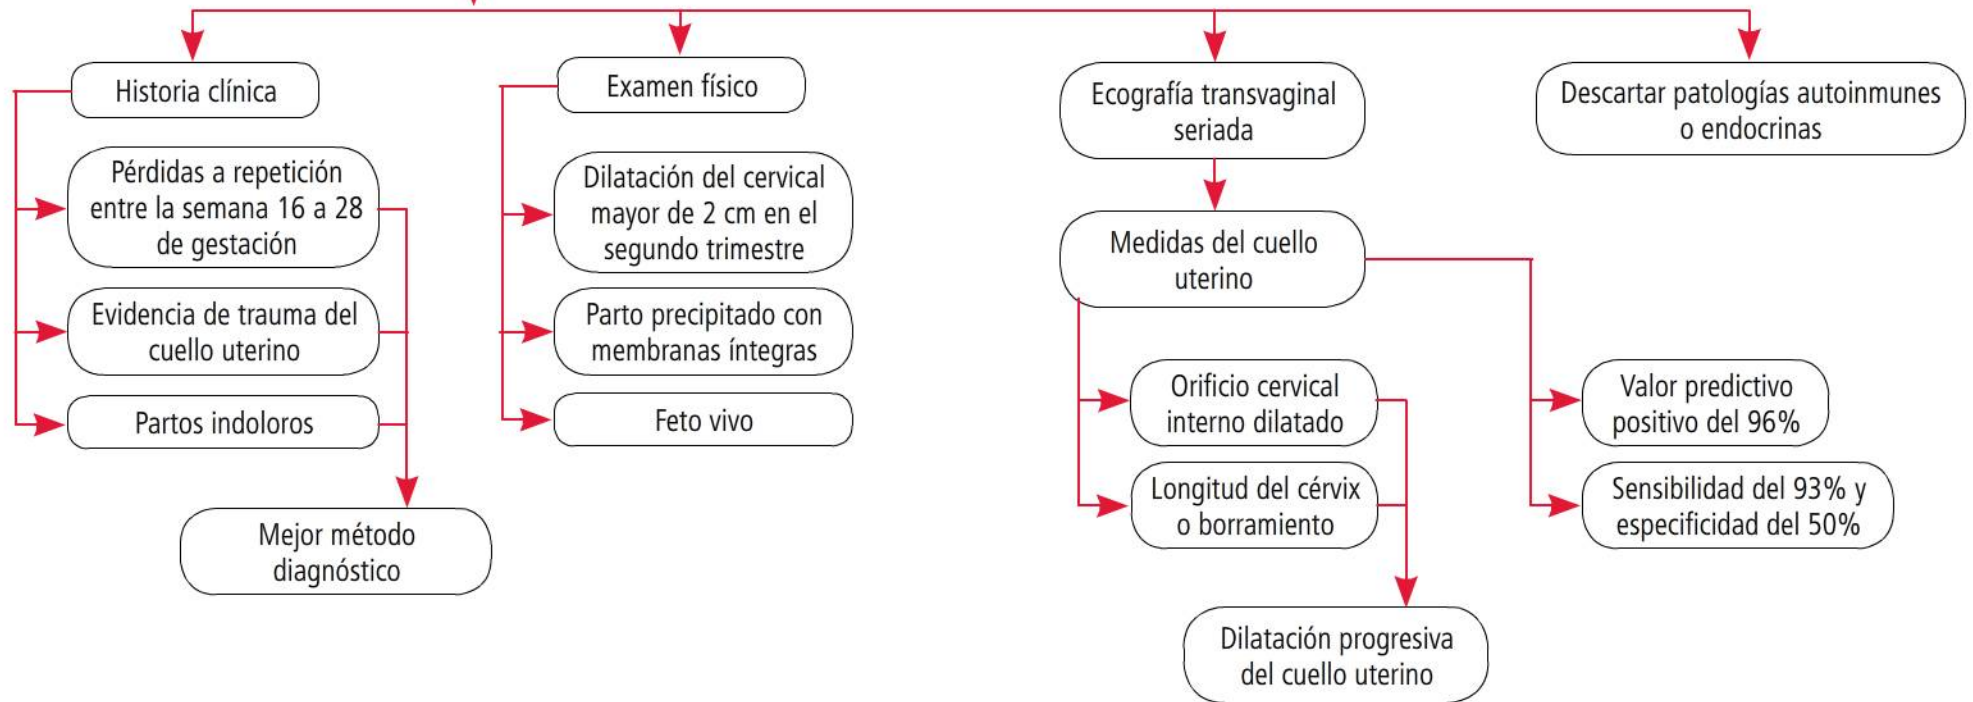 Historia clínica
Pérdidas a repetición
entre la semana 16 a 28
de gestación
Evidencia de trauma del
cuello uterino
Partos indoloros
Mejor método
diagnóstico
Examen físico
Dilatación del cervical
mayor de 2 cm en el
segundo trimestre
Parto precipitado con
membranas íntegras
Feto vivo
Ecografía transvaginal
seriada
Medidas del cuello
uterino
Orificio cervical
interno dilatado
Longitud del cérvix
o borramiento
Dilatación progresiva
del cuello uterino
Valor predictivo
positivo del 96%
Sensibilidad del 93% y
especificidad del 50%
Descartar patologías autoinmunes
o endocrinas